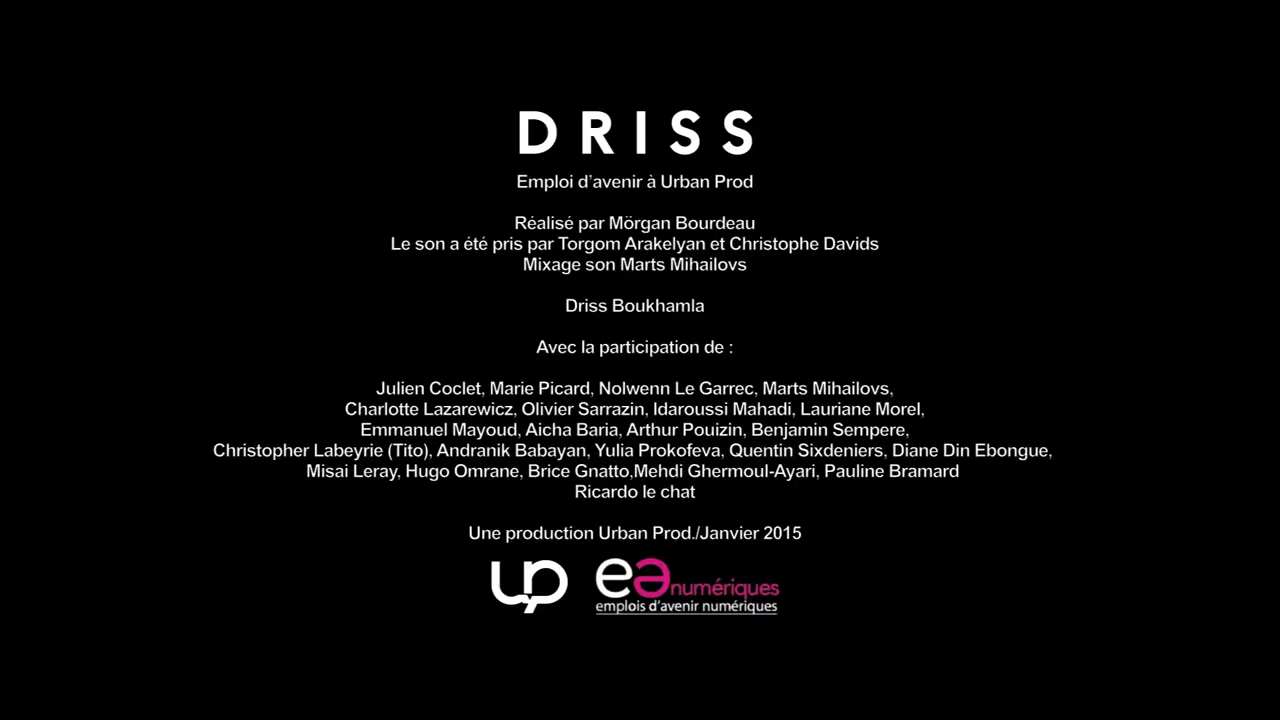 DRISS
Emploi d'avenir à Urban Prod
Réalisé par Mörgan Bourdeau
Le son a été pris par Torgom Arakelyan et Christophe Davids
Mixage son Marts Mihailovs
Driss Boukhamla
Avec la participation de :
Julien Coclet, Marie Picard, Nolwenn Le Garrec, Marts Mihailovs,
Charlotte Lazarewicz, Olivier Sarrazin, Idaroussi Mahadi, Lauriane Morel,
Emmanuel Mayoud, Aicha Baria, Arthur Pouizin, Benjamin Sempere,
Christopher Labeyrie (Tito), Andranik Babayan, Yulia Prokofeva, Quentin Sixdeniers, Diane Din Ebongue,
Misai Leray, Hugo Omrane, Brice Gnatto,Mehdi Ghermoul-Ayari, Pauline Bramard
Ricardo le chat
Une production Urban Prod./Janvier 2015
up
ea numériques
emplois d'avenir numériques